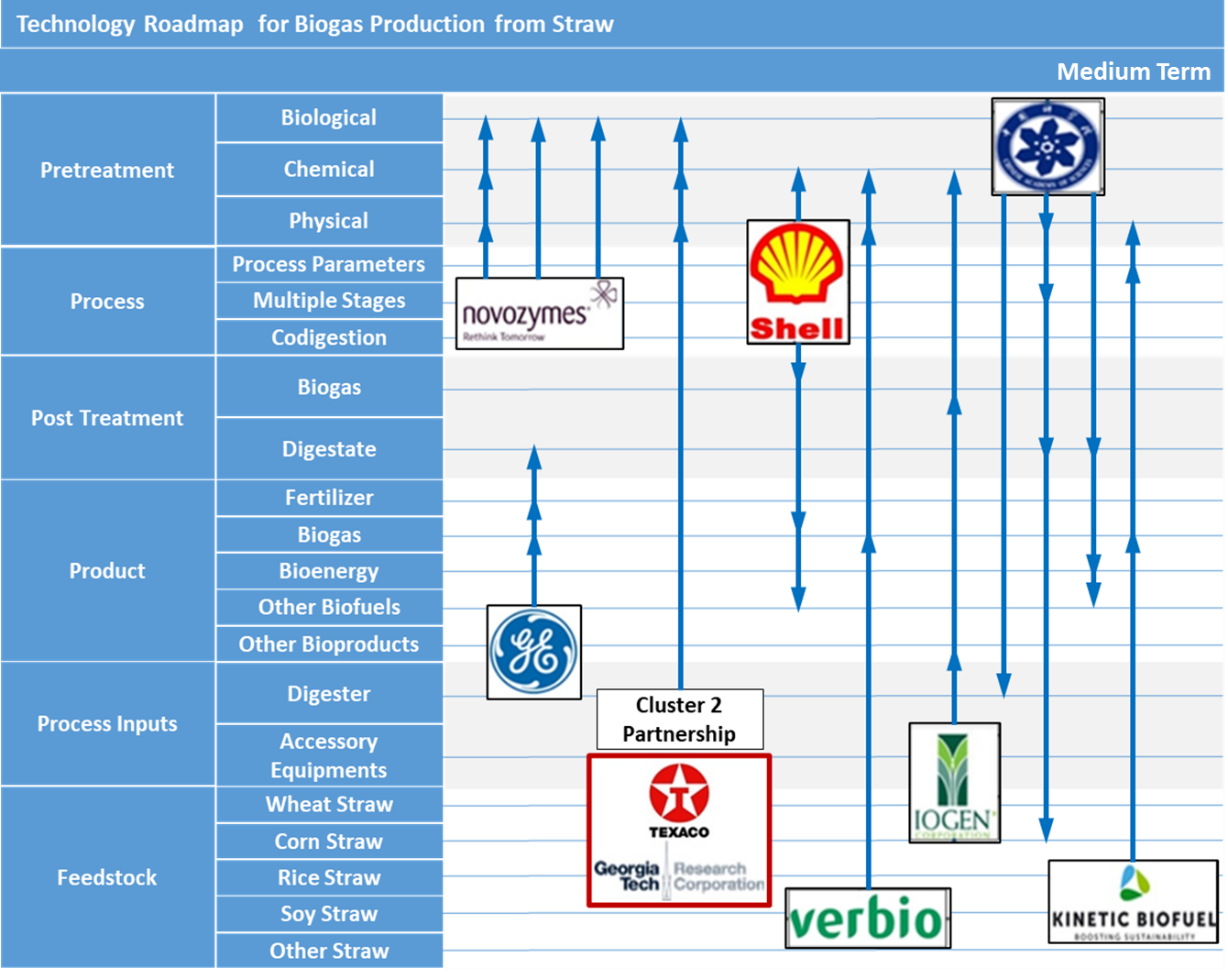 Technology Roadmap for Biogas Production from Straw
Medium Term
Pretreatment
Biological
Chemical
Physical
Process
Process Parameters
Multiple Stages
Codigestion
Post Treatment
Biogas
Digestate
Product
Fertilizer
Biogas
Bioenergy
Other Biofuels
Other Bioproducts
Process Inputs
Digester
Accessory
Equipments
Feedstock
Wheat Straw
Corn Straw
Rice Straw
Soy Straw
Other Straw
novozymes
Rethink Tomorrow
Shell
GE
Cluster 2
Partnership
TEXACO
Georgia Tech
Research Corporation
verbio
IOGEN
CORPORATION
KINETIC BIOFUEL
BOOSTING SUSTAINABILITY